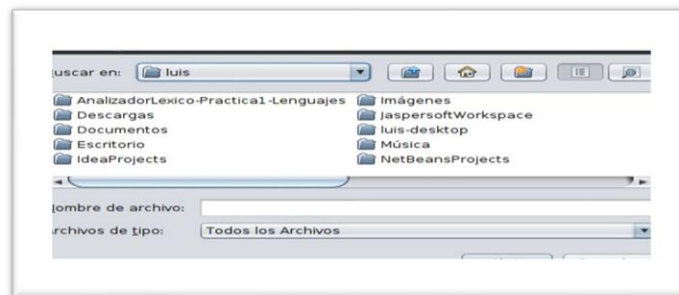 uscar en: luis
AnalizadorLexico-Practica1-Lenguajes Imágenes
Descargas JaspersoftWorkspace
Documentos luis-desktop
Escritorio Música
IdeaProjects NetBeansProjects
ombre de archivo:
rchivos de tipo: Todos los Archivos